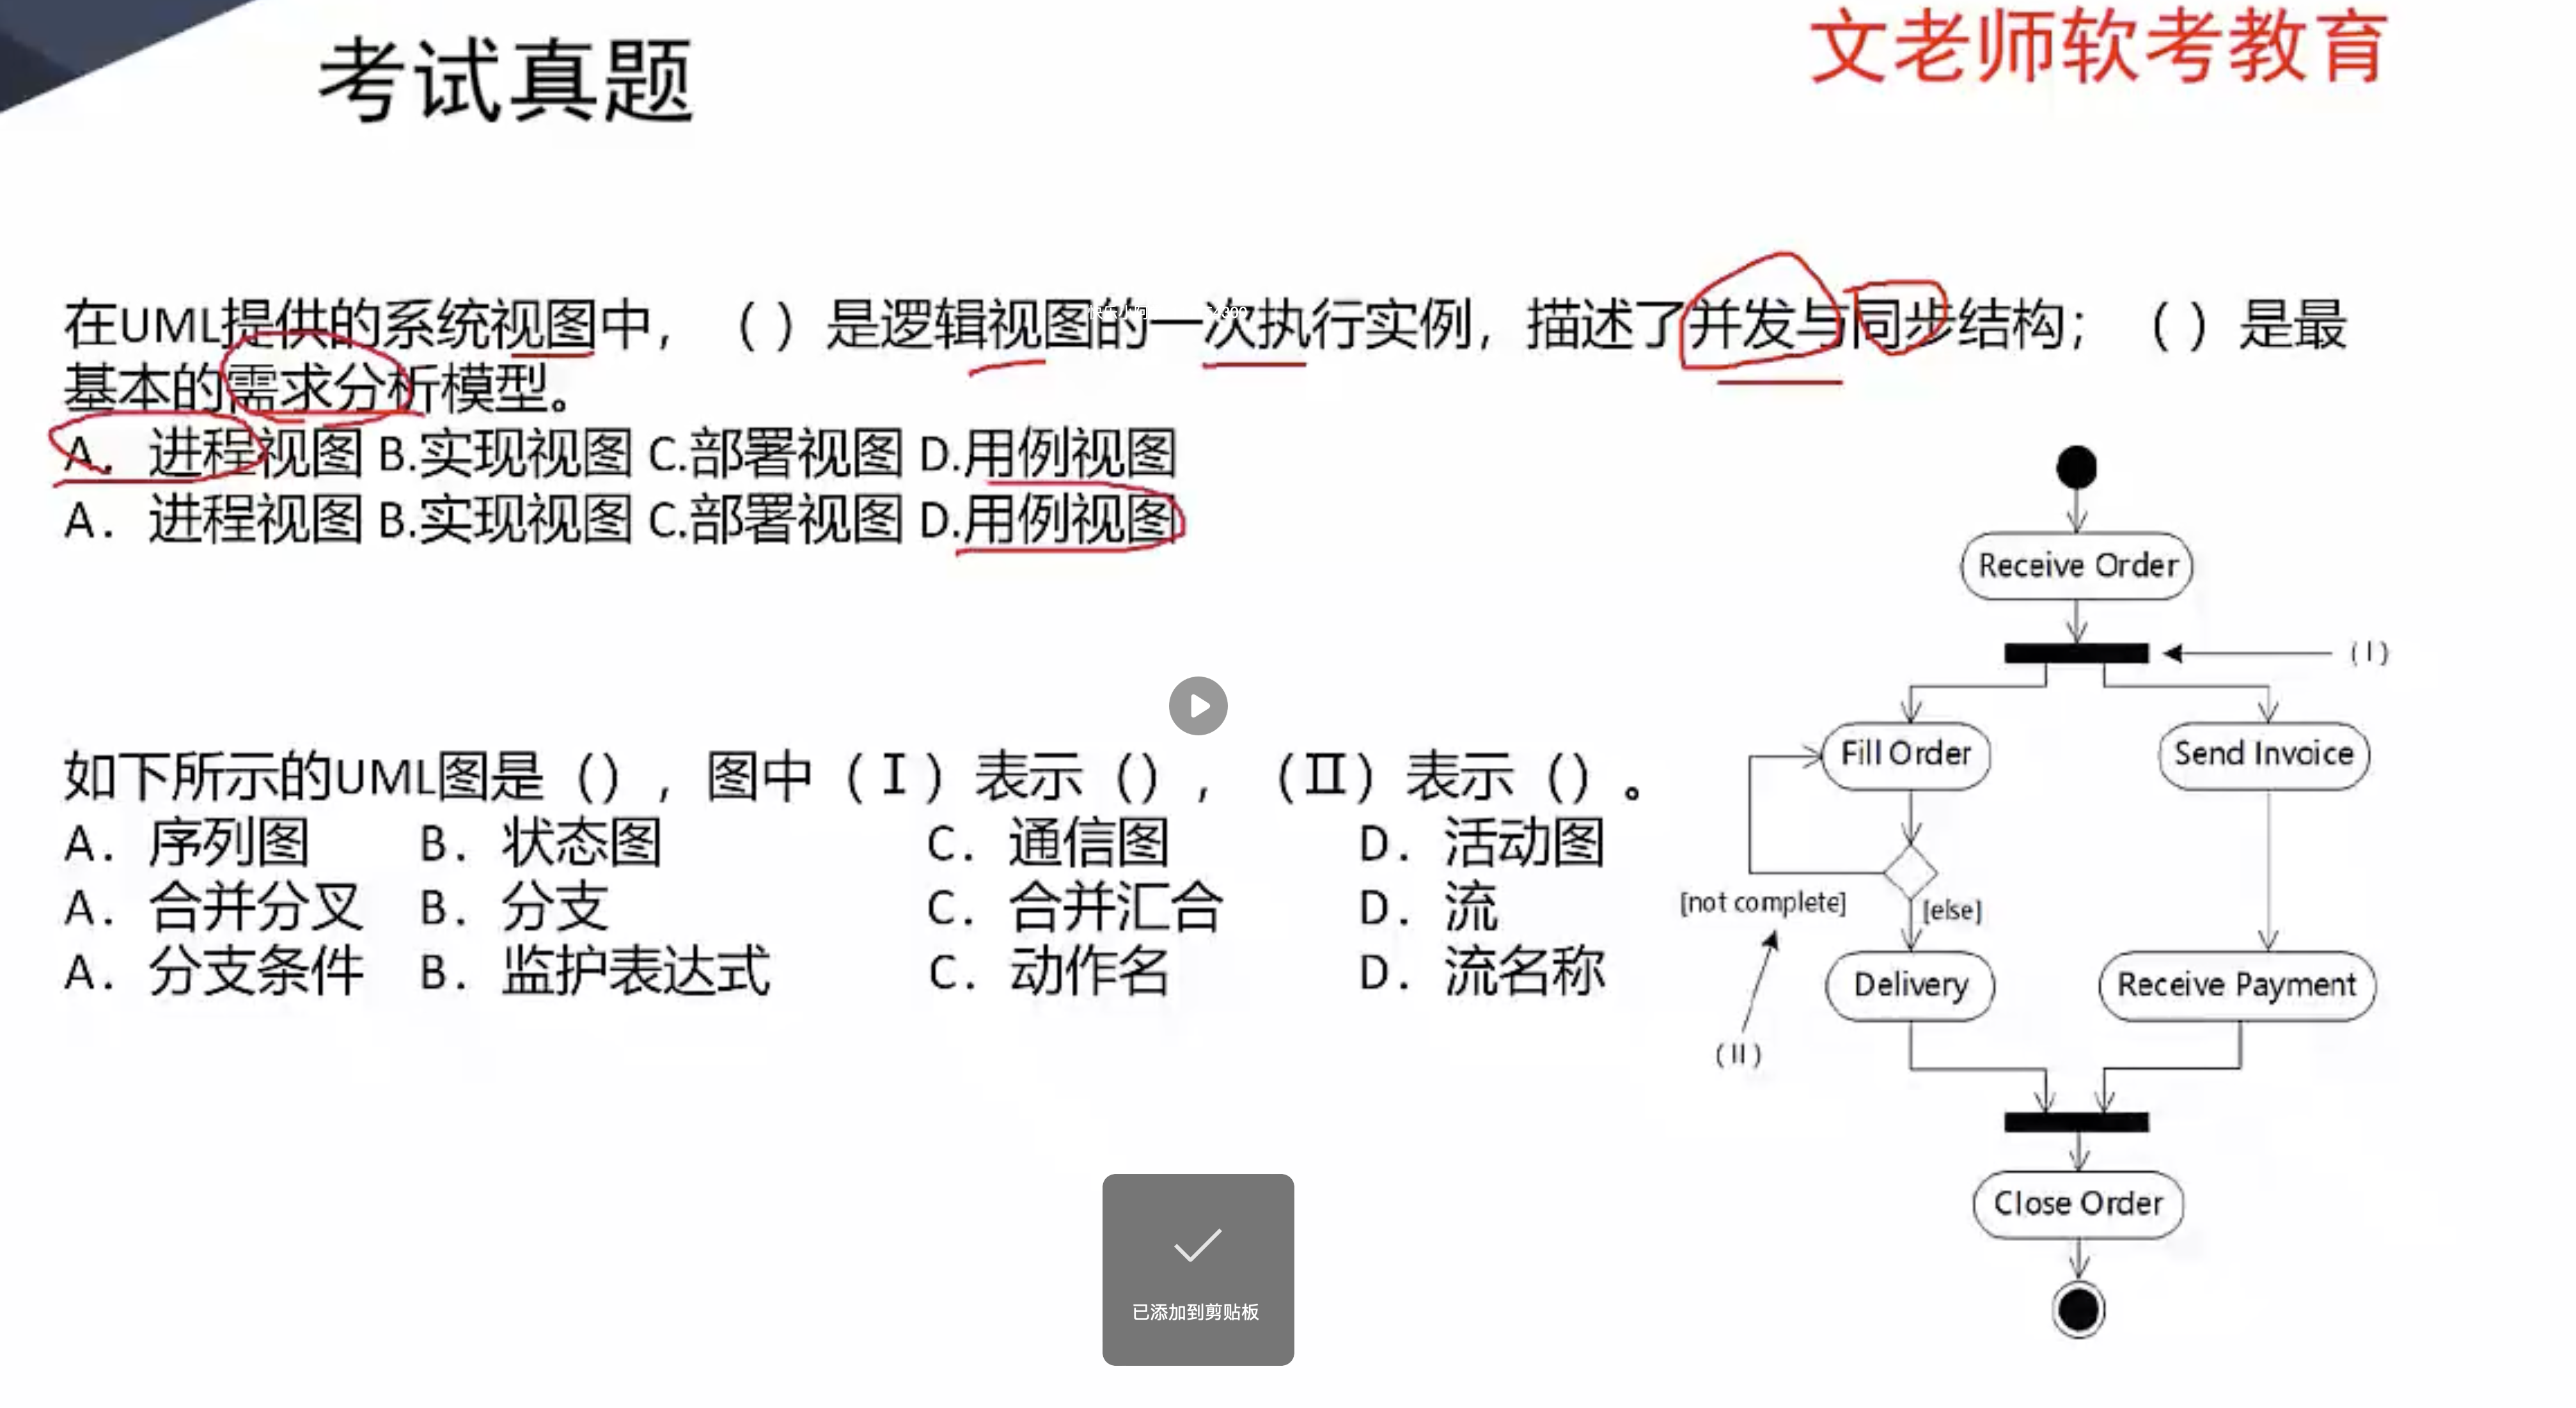 考试真题
文老师软考教育
在UML提供的系统视图中，（ ）是逻辑视图的一次执行实例，描述了并发与同步结构；（ ）是最
基本的需求分析模型。
A．进程视图 B.实现视图 C.部署视图 D.用例视图
A．进程视图 B.实现视图 C.部署视图 D.用例视图
如下所示的UML图是（），图中（Ⅰ）表示（），（Ⅱ）表示（）。
A．序列图 B．状态图 C．通信图 D．活动图
A．合并分叉 B．分支 C．合并汇合 D．流
A．分支条件 B．监护表达式 C．动作名 D．流名称
Receive Order
(I)
Fill Order
Send Invoice
[not complete]
[else]
Delivery
Receive Payment
(II)
Close Order
已添加到剪贴板